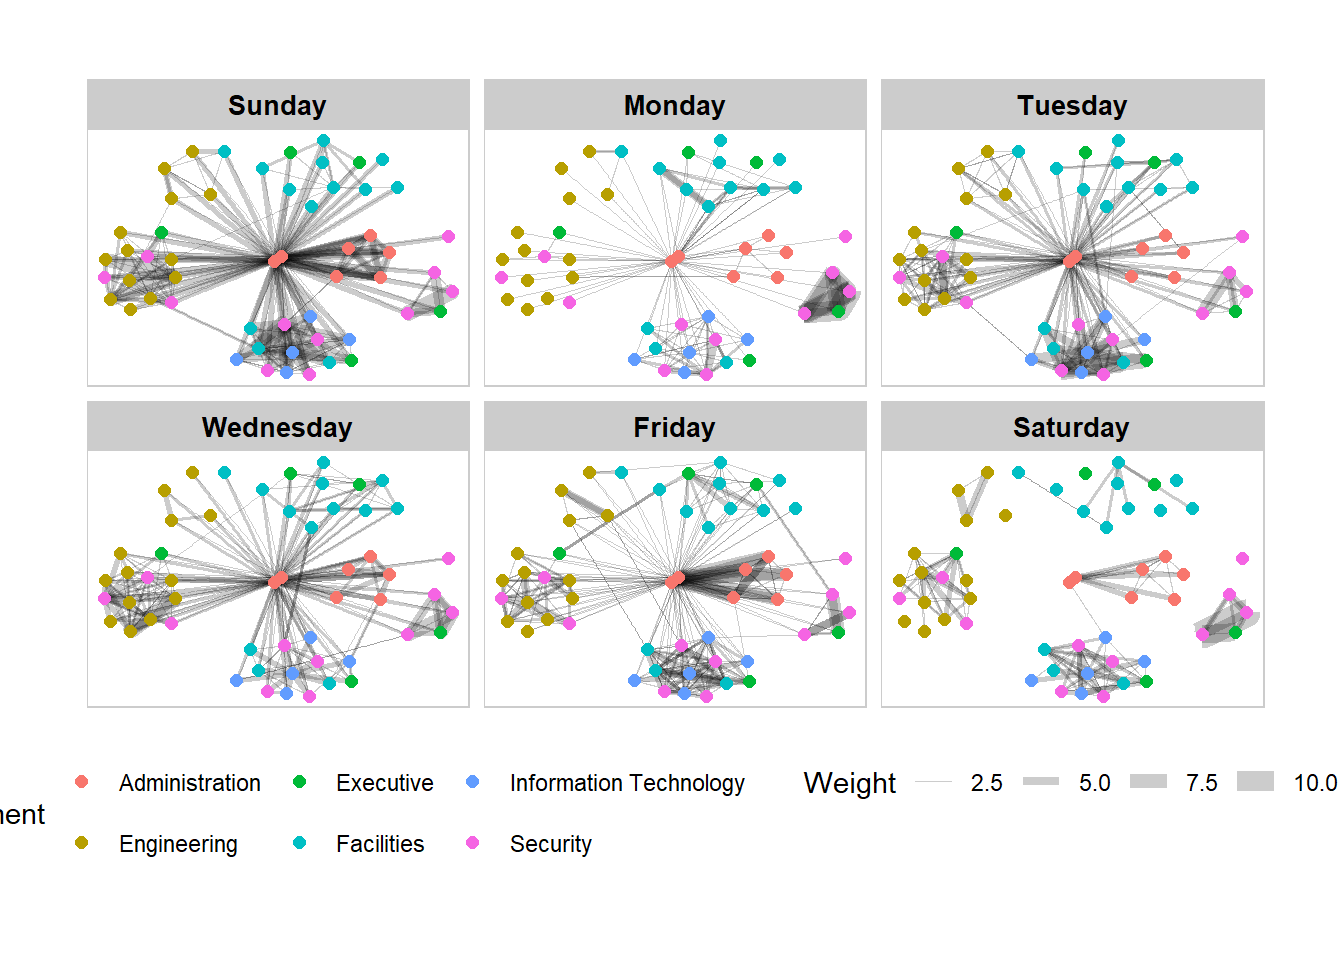 Sunday
Monday
Tuesday
Wednesday
Friday
Saturday
Administration
Executive
Information Technology
Weight
2.5
5.0
7.5
10.0
Engineering
Facilities
Security